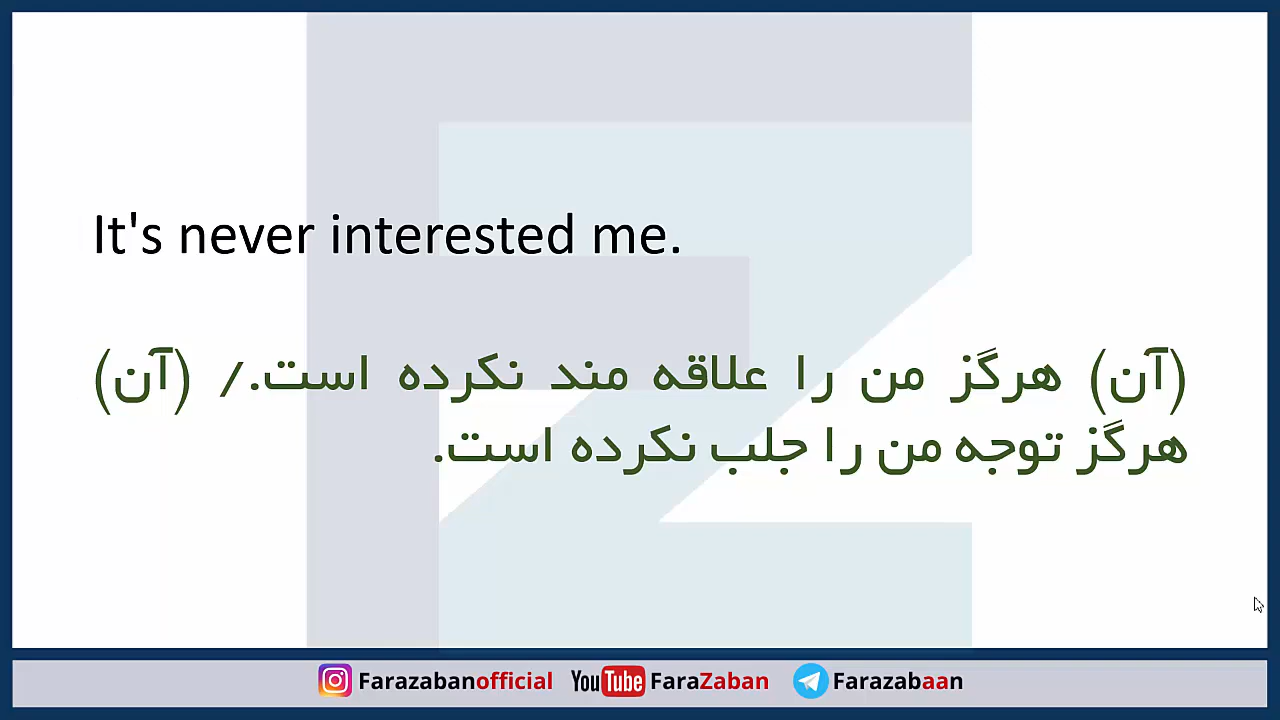 It's never interested me.
(آن) هرگز من را علاقه مند نکرده است./ (آن)
هرگز توجه من را جلب نکرده است.
Farazabanofficial YouTube FaraZaban Farazabaan